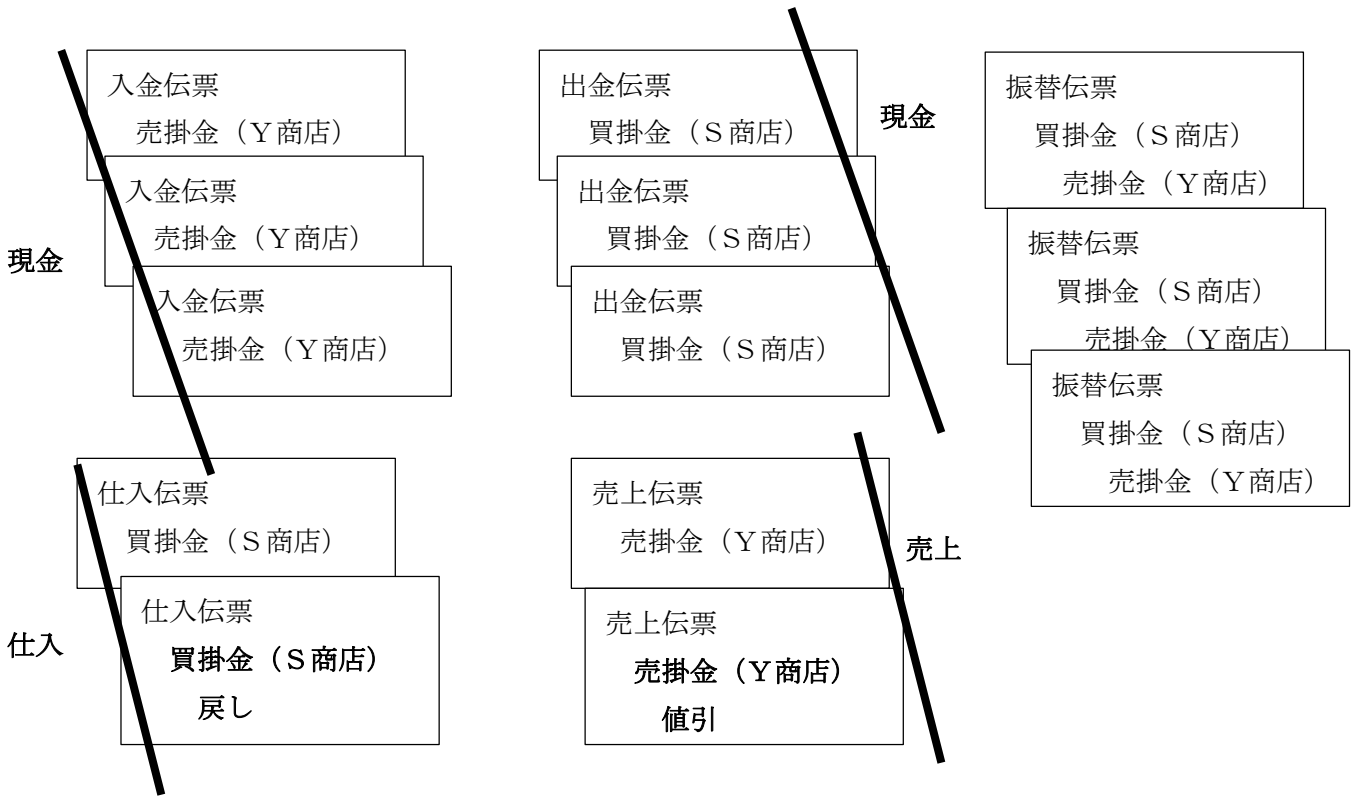 入金伝票
売掛金（Ｙ商店）
入金伝票
売掛金（Ｙ商店）
入金伝票
売掛金（Ｙ商店）
現金
出金伝票
買掛金（Ｓ商店）
出金伝票
買掛金（Ｓ商店）
出金伝票
買掛金（Ｓ商店）
現金
振替伝票
買掛金（Ｓ商店）
売掛金（Ｙ商店）
振替伝票
買掛金（Ｓ商店）
売掛金（Ｙ商店）
振替伝票
買掛金（Ｓ商店）
売掛金（Ｙ商店）
仕入伝票
買掛金（Ｓ商店）
仕入伝票
買掛金（Ｓ商店）
戻し
仕入
売上伝票
売掛金（Ｙ商店）
売上伝票
売掛金（Ｙ商店）
値引
売上